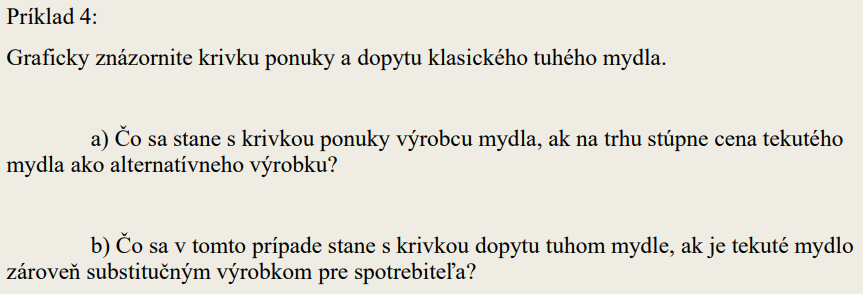 Príklad 4:
Graficky znázornite krivku ponuky a dopytu klasického tuhého mydla.
a) Čo sa stane s krivkou ponuky výrobcu mydla, ak na trhu stúpne cena tekutého
mydla ako alternatívneho výrobku?
b) Čo sa v tomto prípade stane s krivkou dopytu tuhom mydle, ak je tekuté mydlo
zároveň substitučným výrobkom pre spotrebiteľa?